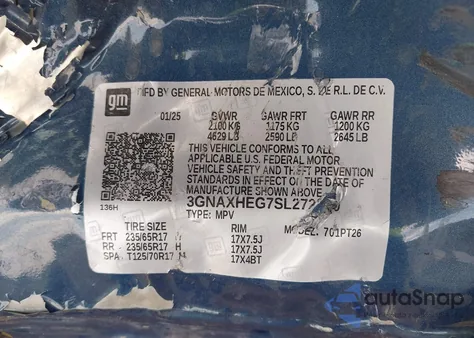 gm
MFD BY GENERAL MOTORS DE MEXICO, S. DE R.L. DE C.V.
01/25 GVWR GAWR FRT GAWR RR
2100 KG 1175 KG 1200 KG
4629 LB 2590 LB 2645 LB
THIS VEHICLE CONFORMS TO ALL
APPLICABLE U.S. FEDERAL MOTOR
VEHICLE SAFETY AND THEFT PREVENTION
STANDARDS IN EFFECT ON THE DATE OF
MANUFACTURE SHOWN ABOVE.
136H
3GNAXHEG7SL272
TYPE: MPV
TIRE SIZE RIM MODEL: 701PT26
FRT 235/65R17 H 17X7.5J
RR 235/65R17 H 17X7.5J
SPA T125/70R17 M 17X4BT
autoSnap